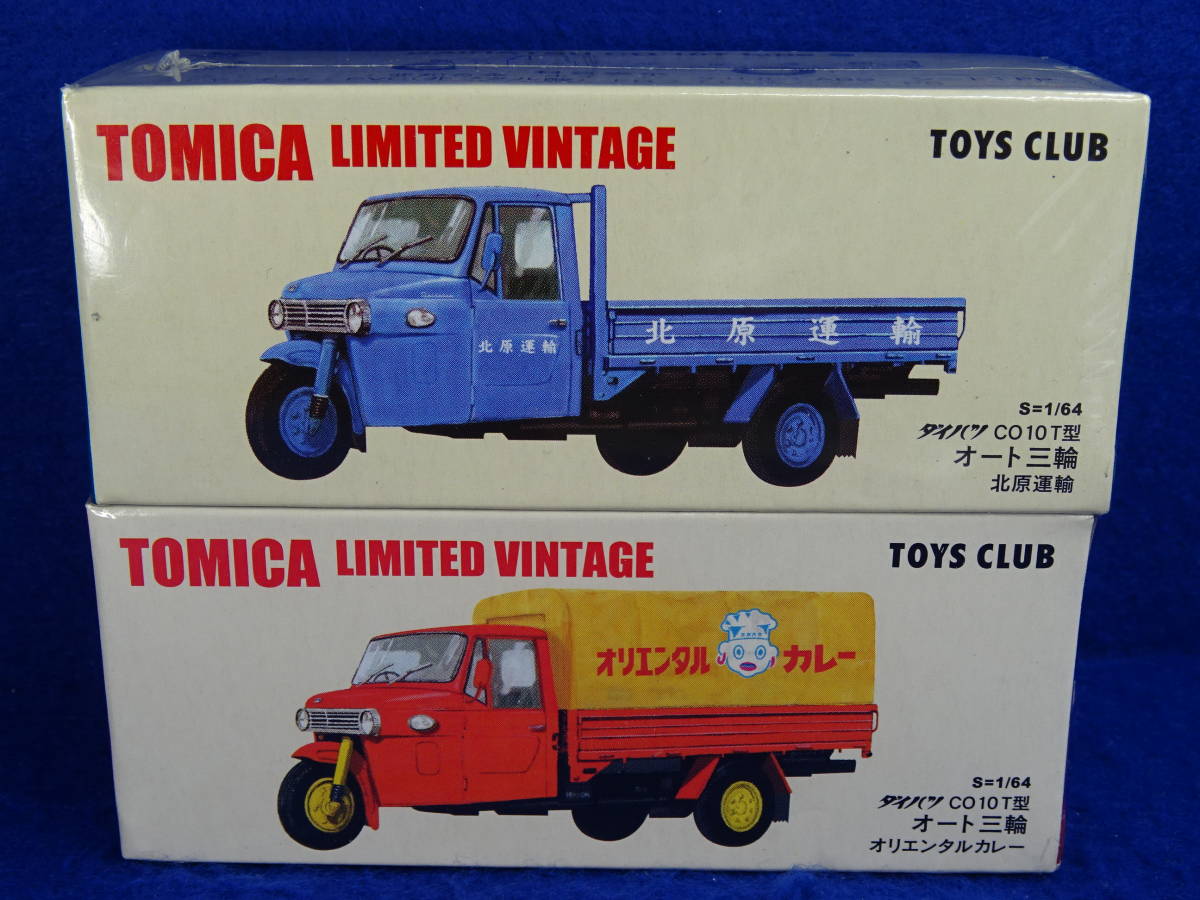 TOMICA LIMITED VINTAGE
TOYS CLUB
北原運輸
北原運輸
S=1/64
ダイハツ CO10T型
オート三輪
北原運輸
TOMICA LIMITED VINTAGE
TOYS CLUB
オリエンタル カレー
S=1/64
ダイハツ CO10T型
オート三輪
オリエンタルカレー